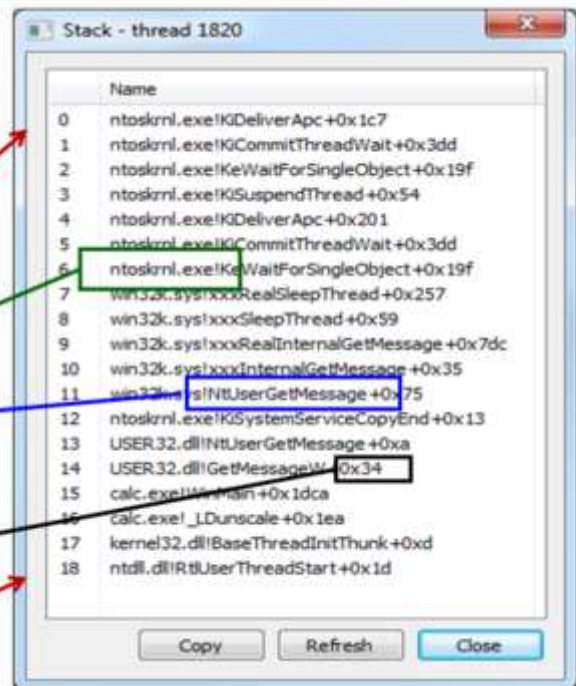 Stack - thread 1820
Name
0 ntoskrnl.exe!KiDeliverApc+0x1c7
1 ntoskrnl.exe!KiCommitThreadWait+0x3dd
2 ntoskrnl.exe!KeWaitForSingleObject+0x19f
3 ntoskrnl.exe!KiSuspendThread+0x54
4 ntoskrnl.exe!KiDeliverApc+0x201
5 ntoskrnl.exe!KiCommitThreadWait+0x3dd
6 ntoskrnl.exe!KeWaitForSingleObject+0x19f
7 win32k.sys!xxxRealSleepThread+0x257
8 win32k.sys!xxxSleepThread+0x59
9 win32k.sys!xxxRealInternalGetMessage+0x7dc
10 win32k.sys!xxxInternalGetMessage+0x35
11 win32k.sys!NtUserGetMessage+0x75
12 ntoskrnl.exe!KiSystemServiceCopyEnd+0x13
13 USER32.dll!NtUserGetMessage+0xa
14 USER32.dll!GetMessageW+0x34
15 calc.exe!WinMain+0x1dca
16 calc.exe!_LDunscale+0x1ea
17 kernel32.dll!BaseThreadInitThunk+0xd
18 ntdll.dll!RtlUserThreadStart+0x1d
Copy Refresh Close